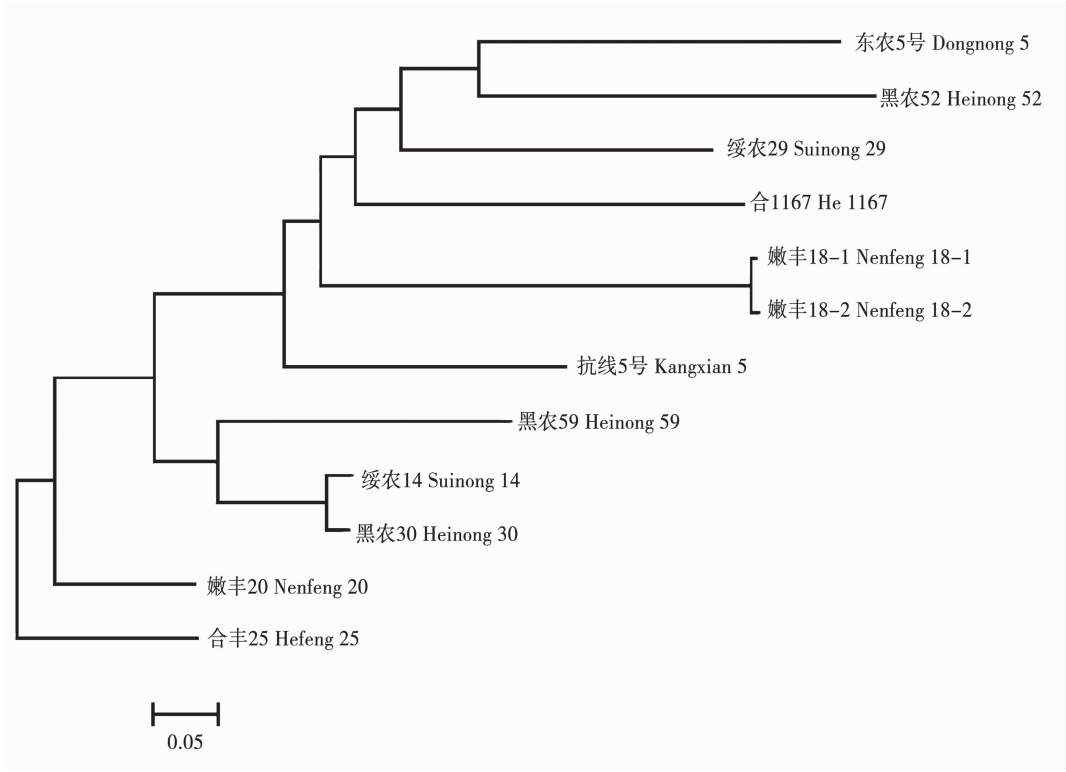 东农5号 Dongnong 5
黑农52 Heinong 52
绥农29 Suinong 29
合1167 He 1167
嫩丰18-1 Nenfeng 18-1
嫩丰18-2 Nenfeng 18-2
抗线5号 Kangxian 5
黑农59 Heinong 59
绥农14 Suinong 14
黑农30 Heinong 30
嫩丰20 Nenfeng 20
合丰25 Hefeng 25
0.05